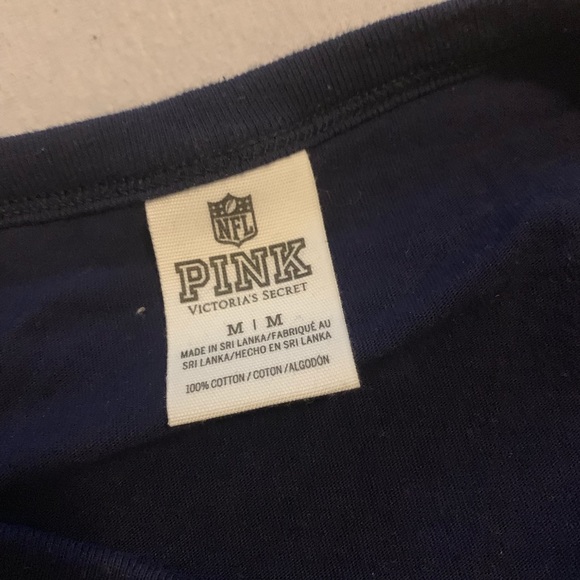 NFL
PINK
VICTORIA'S SECRET
M | M
MADE IN SRI LANKA/FABRIQUÉ AU
SRI LANKA/HECHO EN SRI LANKA
100% COTTON / COTON / ALGODÓN